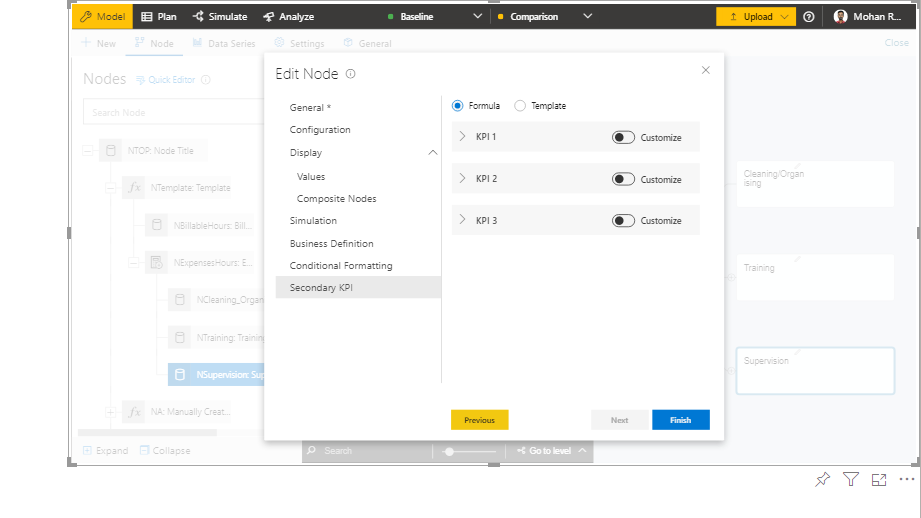 Model Plan Simulate Analyze Baseline Comparison Upload Mohan R...
New Node Data Series Settings General Close
Nodes Quick Editor
Search Node
NTOP: Node Title
NTemplate: Template
NBillableHours: Bill...
NExpensesHours: E...
NCleaning_Organ
NTraining: Training
NSupervision: Sup
NA: Manually Creat...
Expand Collapse
Edit Node
General *
Configuration
Display
Values
Composite Nodes
Simulation
Business Definition
Conditional Formatting
Secondary KPI
Formula Template
KPI 1 Customize
KPI 2 Customize
KPI 3 Customize
Previous Next Finish
Search Go to level
Cleaning/Organ
ising
Training
Supervision